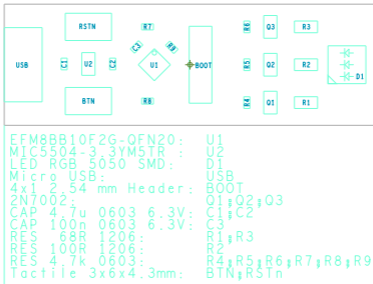 RSTN R7 R6 Q3 R3
USB C1 U2 C2 C3 U1 R9 BOOT R5 Q2 R2 D1
BTN R8 R4 Q1 R1
EFM8BB10F2G-QFN20: U1
MIC5504-3.3YM5TR : U2
LED RGB 5050 SMD: D1
Micro USB: USB
4x1 2.54 mm Header: BOOT
2N7002: Q1;Q2;Q3
CAP 4.7u 0603 6.3V: C1;C2
CAP 100n 0603 6.3V: C3
RES 68R 1206: R1;R3
RES 100R 1206: R2
RES 4.7k 0603: R4;R5;R6;R7;R8;R9
Tactile 3x6x4.3mm: BTN;RSTn